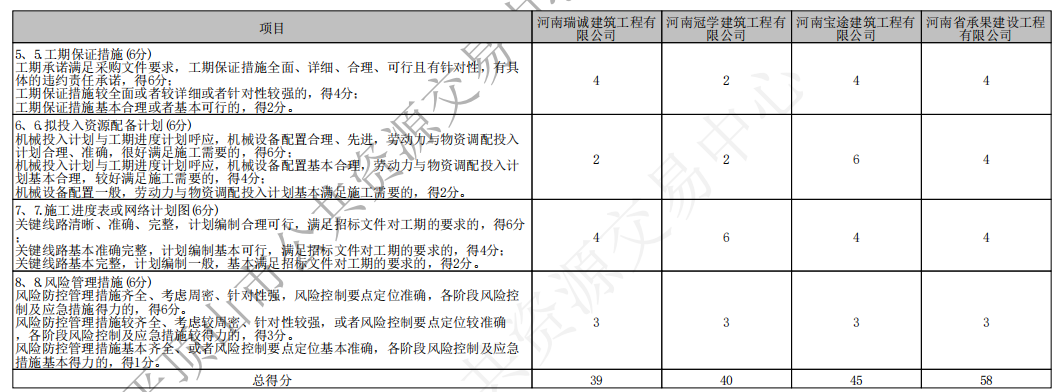 项目
河南瑞诚建筑工程有
限公司
河南冠学建筑工程有
限公司
河南宝途建筑工程有
限公司
河南省承果建设工程
有限公司
5、5.工期保证措施(6分)
工期承诺满足采购文件要求，工期保证措施全面、详细、合理、可行且有针对性，有具
体的违约责任承诺，得6分；
工期保证措施较全面或者较详细或者针对性较强的，得4分；
工期保证措施基本合理或者基本可行的，得2分。
4
2
4
4
6、6.拟投入资源配备计划(6分)
机械投入计划与工期进度计划呼应，机械设备配置合理、先进，劳动力与物资调配投入
计划合理、准确，很好满足施工需要的，得6分；
机械投入计划与工期进度计划呼应，机械设备配置基本合理，劳动力与物资调配投入计
划基本合理，较好满足施工需要的，得4分；
机械设备配置一般，劳动力与物资调配投入计划基本满足施工需要的，得2分。
2
2
6
4
7、7.施工进度表或网络计划图(6分)
关键线路清晰、准确、完整，计划编制合理可行，满足招标文件对工期的要求的，得6分
；
关键线路基本准确完整，计划编制基本可行，满足招标文件对工期的要求的，得4分；
关键线路基本完整，计划编制一般，基本满足招标文件对工期的要求的，得2分。
4
6
4
4
8、8.风险管理措施(6分)
风险防控管理措施齐全、考虑周密、针对性强，风险控制要点定位准确，各阶段风险控
制及应急措施得力的，得6分。
风险防控管理措施较齐全、考虑较周密、针对性较强，或者风险控制要点定位较准确
，各阶段风险控制及应急措施较得力的，得3分。
风险防控管理措施基本齐全、或者风险控制要点定位基本准确，各阶段风险控制及应急
措施基本得力的，得1分。
3
3
3
3
总得分
39
40
45
58
平顶山市公共资源交易中
共资源交易中心